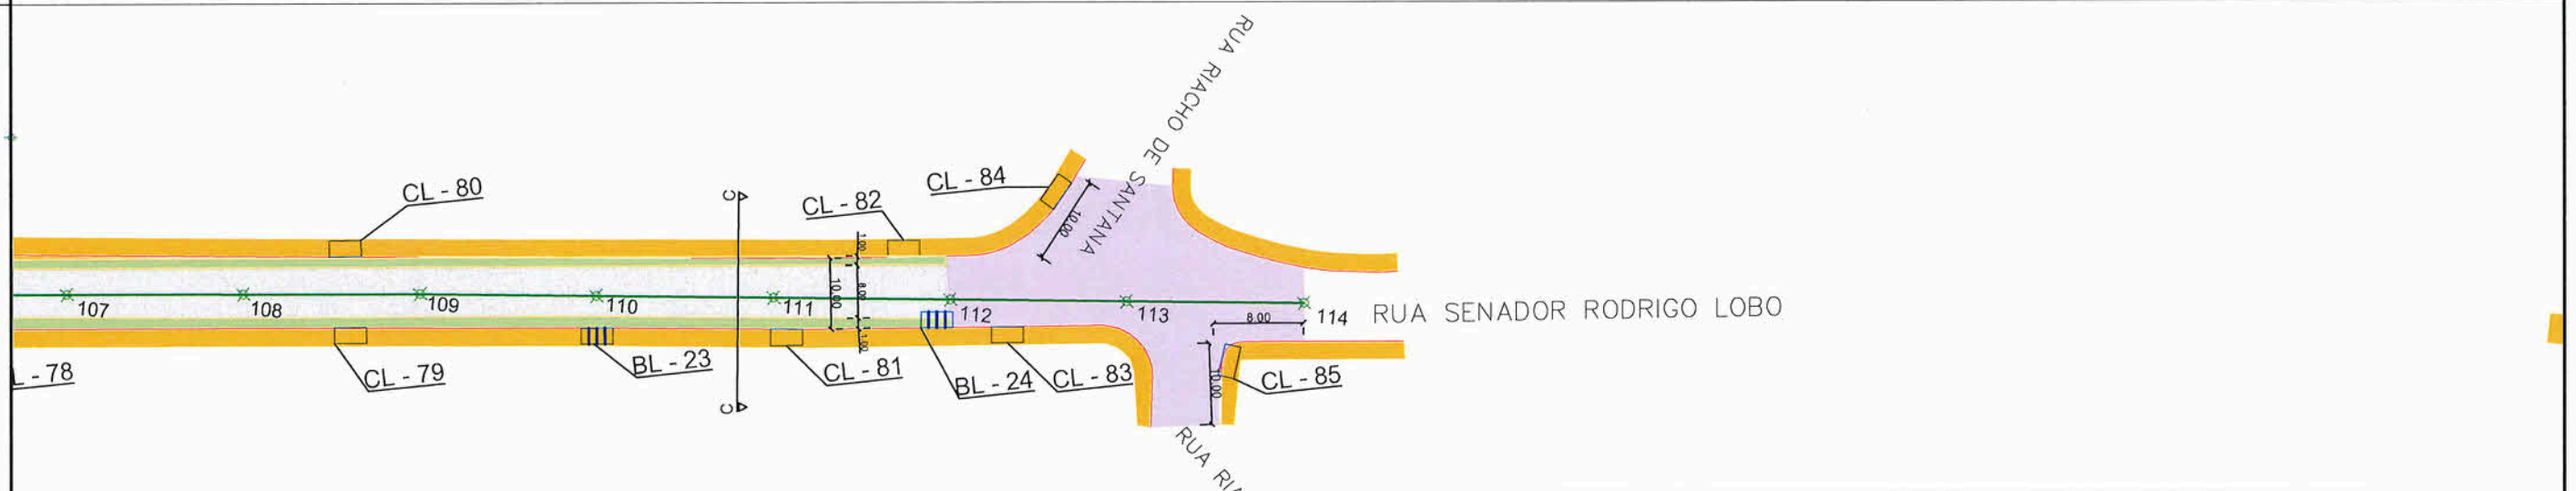 RUA RIACHO DE
SANTANA
CL - 80
CL - 82
CL - 84
C
1.00
10.00
10.00
8.00
107
108
109
110
111
112
113
114
RUA SENADOR RODRIGO LOBO
8.00
1.00
L - 78
CL - 79
BL - 23
CL - 81
BL - 24
CL - 83
10.00
CL - 85
C
RUA RIA